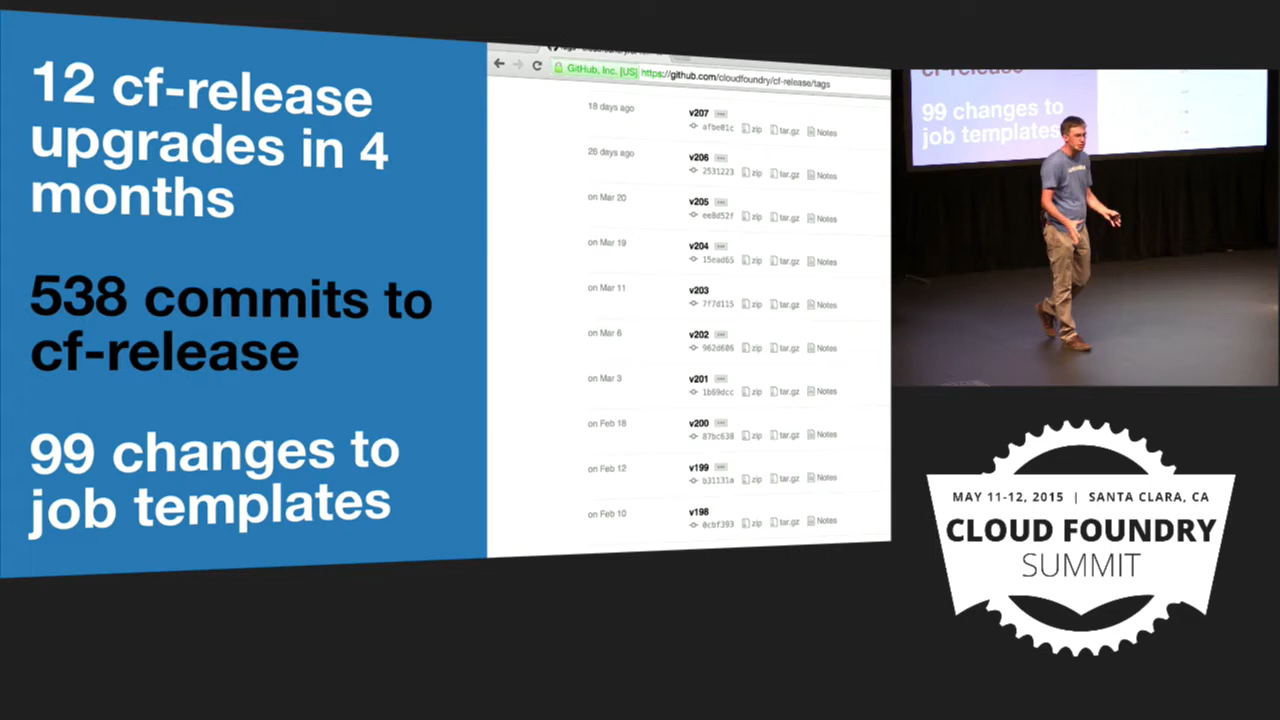 12 cf-release
upgrades in 4
months
538 commits to
cf-release
99 changes to
job templates
GitHub, Inc. [US] https://github.com/cloudfoundry/cf-release/tags
18 days ago v207
afbe01c zip tar.gz Notes
26 days ago v206
2531223 zip tar.gz Notes
on Mar 20 v205
ee8d52f zip tar.gz Notes
on Mar 19 v204
15ead65 zip tar.gz Notes
on Mar 11 v203
7f7d115 zip tar.gz Notes
on Mar 6 v202
962d606 zip tar.gz Notes
on Mar 3 v201
1b69dcc zip tar.gz Notes
on Feb 18 v200
87bc638 zip tar.gz Notes
on Feb 12 v199
b31131a zip tar.gz Notes
on Feb 10 v198
0cbf393 zip tar.gz Notes
cf-release
99 changes to
job templates
MAY 11-12, 2015 | SANTA CLARA, CA
CLOUD FOUNDRY
SUMMIT